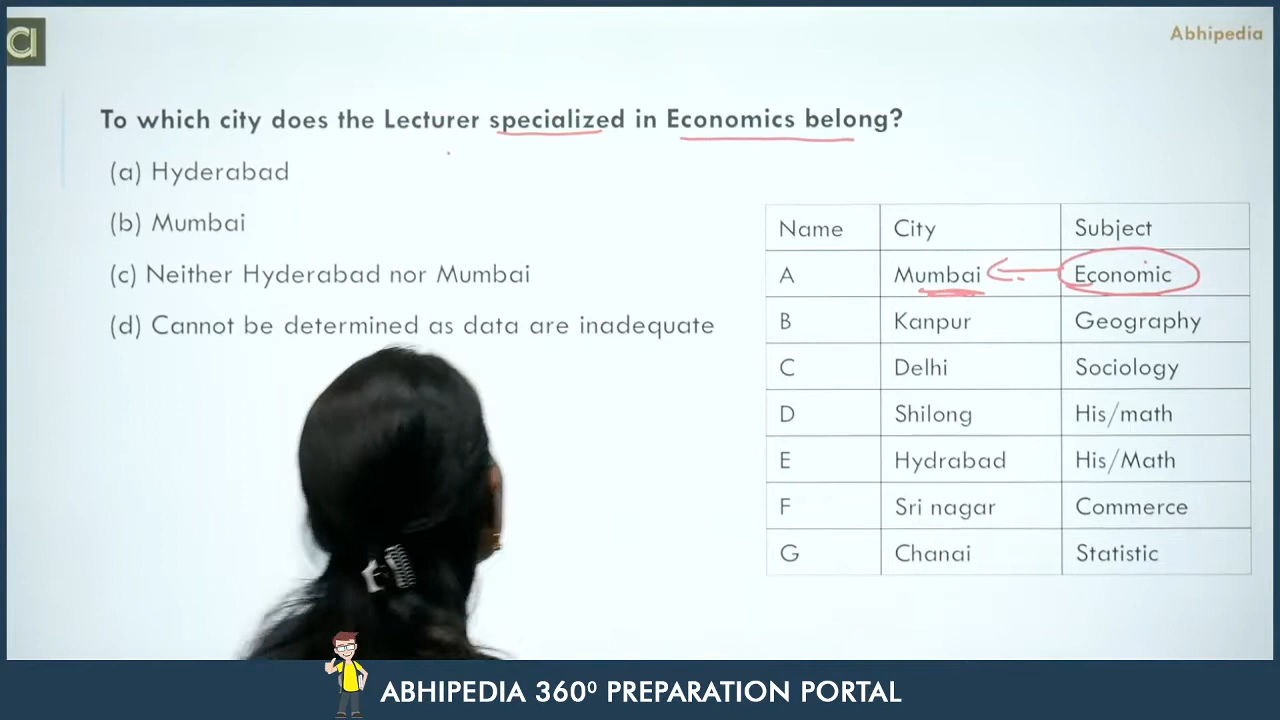 a
Abhipedia
To which city does the Lecturer specialized in Economics belong?
(a) Hyderabad
(b) Mumbai
(c) Neither Hyderabad nor Mumbai
(d) Cannot be determined as data are inadequate
Name City Subject
A Mumbai Economic
B Kanpur Geography
C Delhi Sociology
D Shilong His/math
E Hydrabad His/Math
F Sri nagar Commerce
G Chanai Statistic
ABHIPEDIA 360⁰ PREPARATION PORTAL